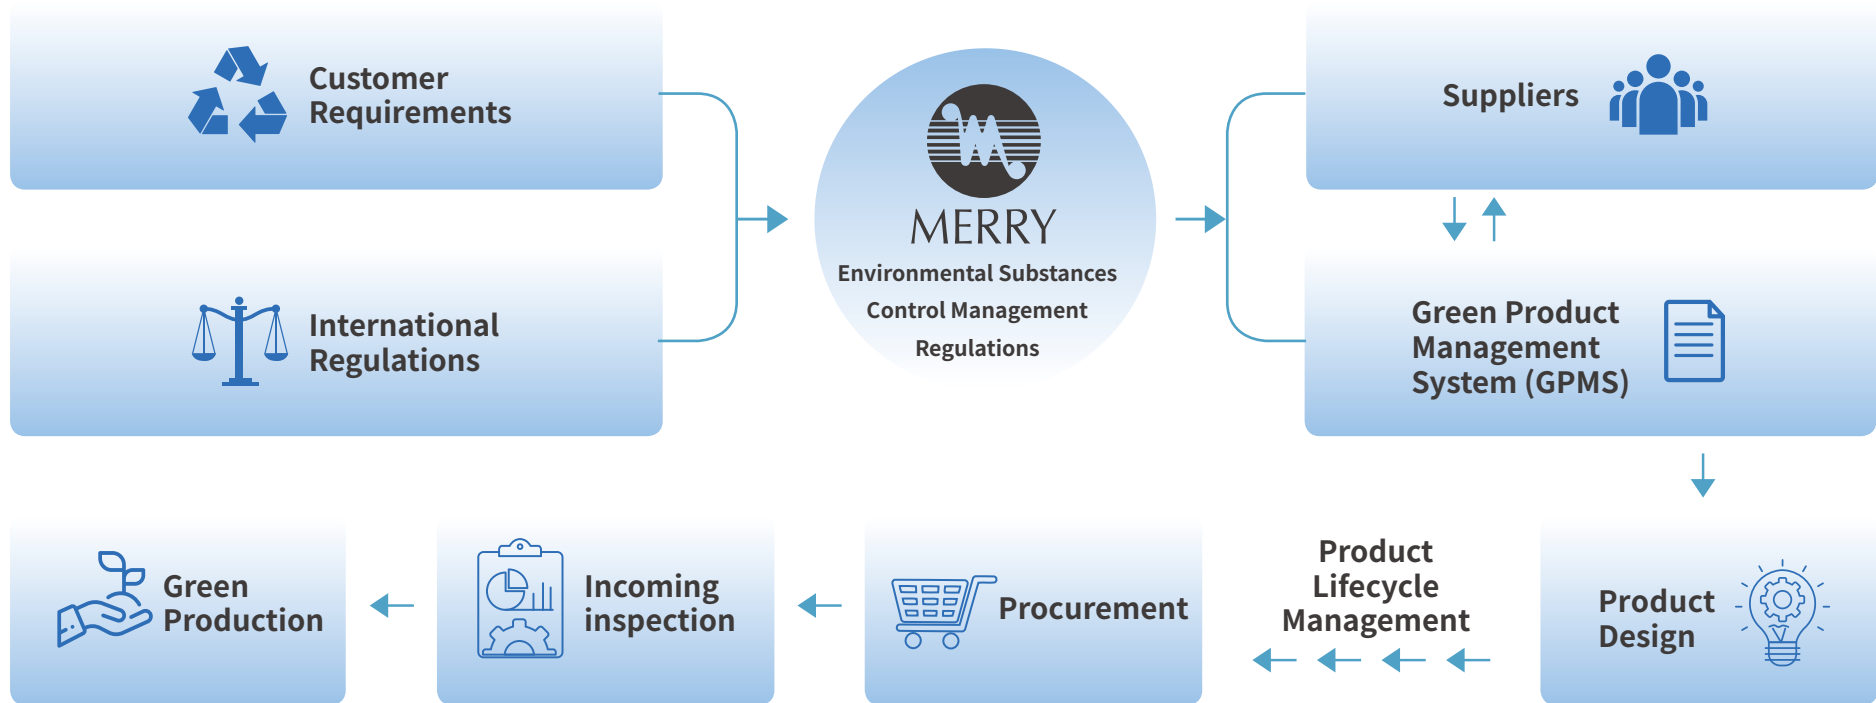 Customer
Requirements
International
Regulations
MERRY
Environmental Substances
Control Management
Regulations
Suppliers
Green Product
Management
System (GPMS)
Product
Design
Product
Lifecycle
Management
Procurement
Incoming
inspection
Green
Production